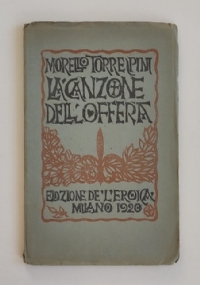 MORELLO TORRESPINI
LA CANZONE
DELL'OFFERTA
EDIZIONE DE "L'EROICA"
MILANO 1920